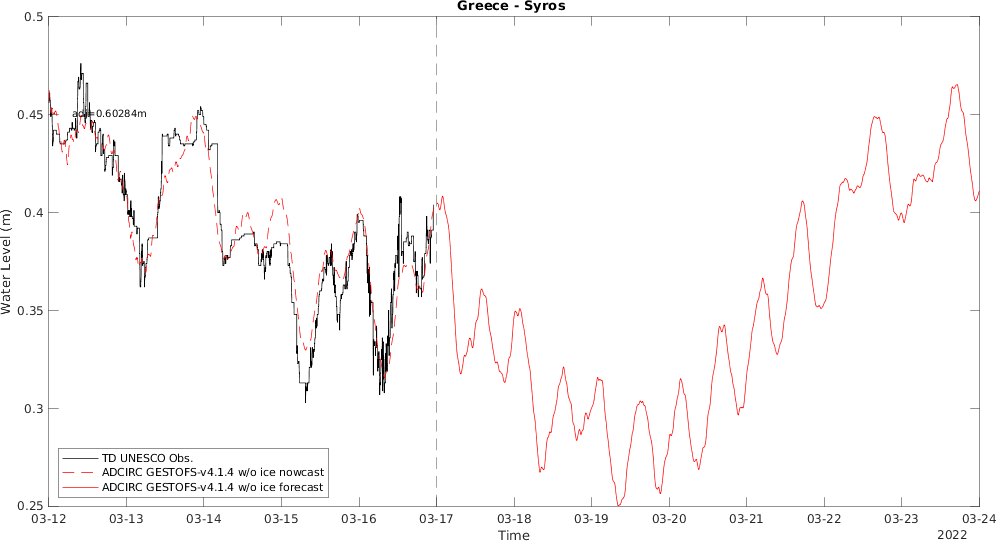 Greece - Syros
0.5
0.45
0.4
0.35
0.3
0.25
Water Level (m)
adj=0.60284m
TD UNESCO Obs.
ADCIRC GESTOFS-v4.1.4 w/o ice nowcast
ADCIRC GESTOFS-v4.1.4 w/o ice forecast
03-12 03-13 03-14 03-15 03-16 03-17 03-18 03-19 03-20 03-21 03-22 03-23 03-24
Time
2022